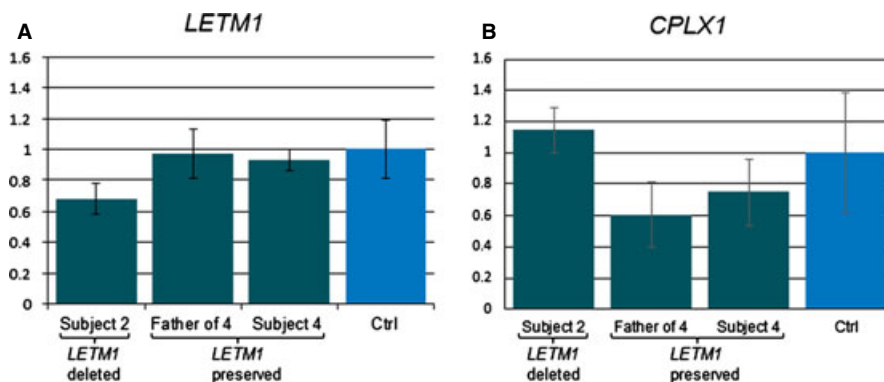 A
LETM1
1.6
1.4
1.2
1
0.8
0.6
0.4
0.2
0
Subject 2 Father of 4 Subject 4 Ctrl
LETM1 deleted
LETM1 preserved
B
CPLX1
1.6
1.4
1.2
1
0.8
0.6
0.4
0.2
0
Subject 2 Father of 4 Subject 4 Ctrl
LETM1 deleted
LETM1 preserved